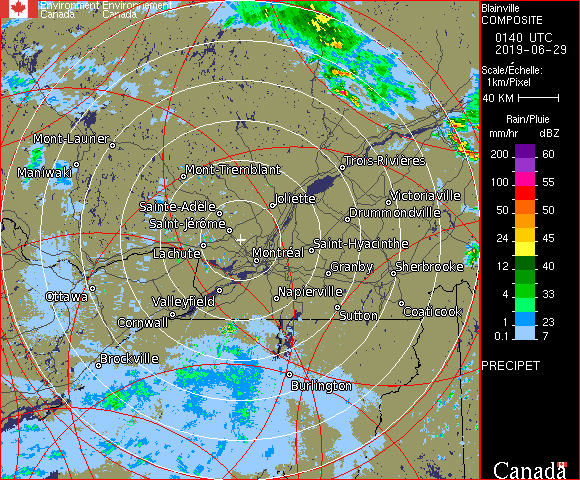 Environment Environnement
Canada Canada
Blainville
COMPOSITE
0140 UTC
2019-06-29
Scale/Échelle:
1km/Pixel
40 KM
Rain/Pluie
mm/hr dBZ
200 60
100 55
50 50
24 45
12 40
4 33
1 23
0.1 7
PRECIPET
Canada
Mont-Laurier
Maniwaki
Mont-Tremblant
Trois-Rivières
Sainte-Adèle
Joliette
Victoriaville
Saint-Jérôme
Drummondville
Lachute
Montréal
Saint-Hyacinthe
Granby
Sherbrooke
Ottawa
Valleyfield
Napierville
Cornwall
Sutton
Coaticook
Brockville
Burlington